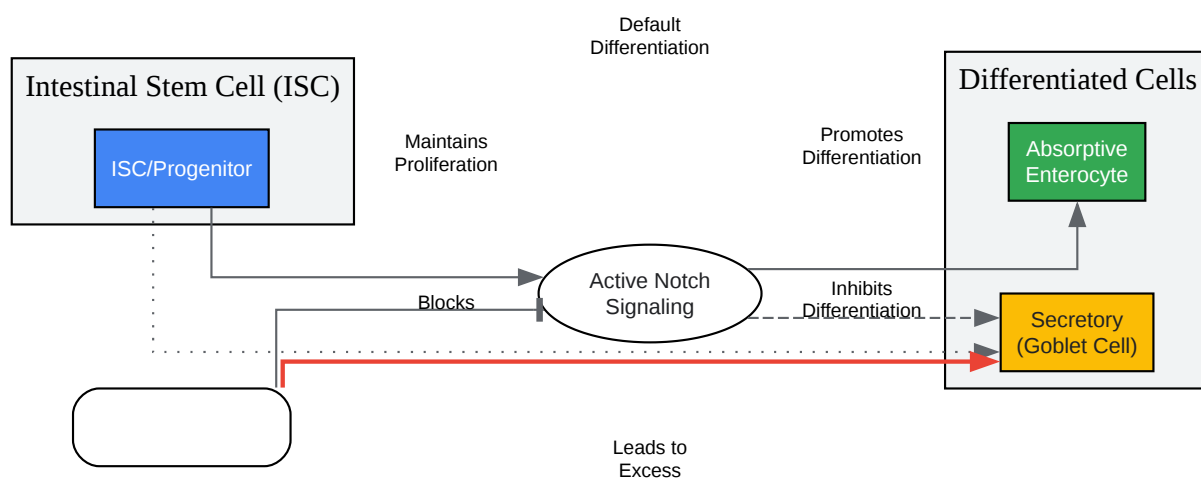 Default
Differentiation
Intestinal Stem Cell (ISC)
Differentiated Cells
Maintains
Proliferation
Promotes
Differentiation
ISC/Progenitor
Absorptive
Enterocyte
Active Notch
Signaling
Blocks
Inhibits
Differentiation
Secretory
(Goblet Cell)
Leads to
Excess